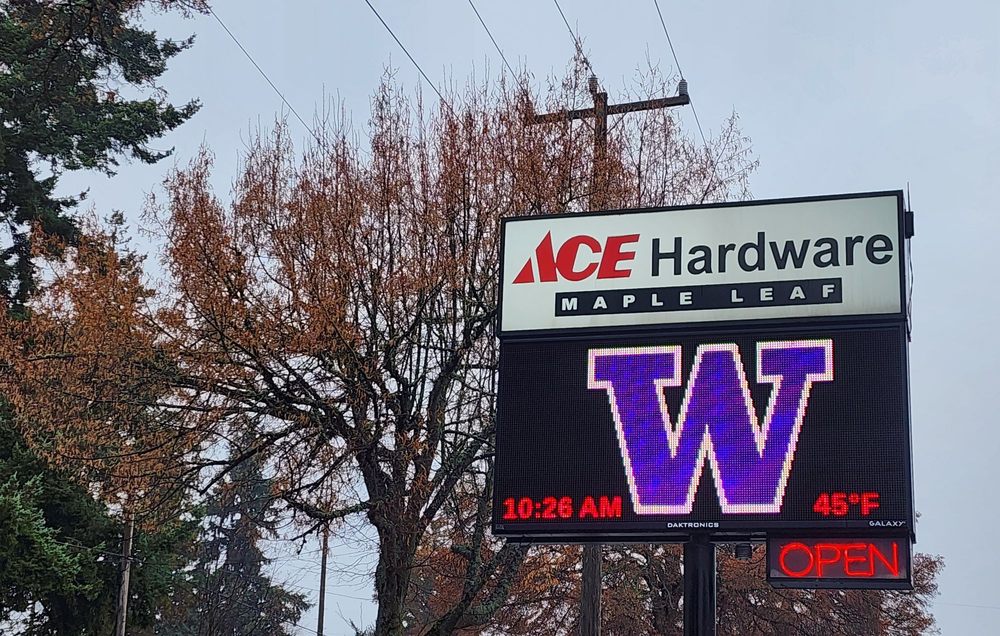 ACE Hardware
MAPLE LEAF
W
10:26 AM 45°F
DAKTRONICS GALAXY
OPEN